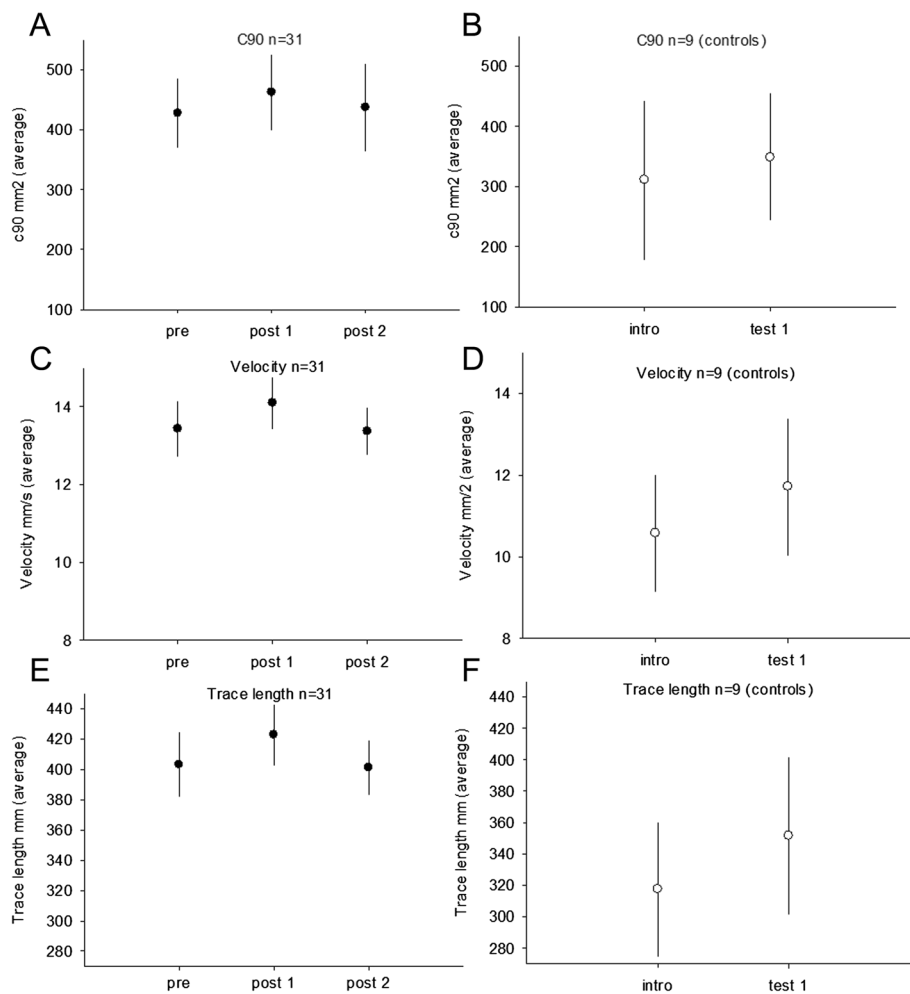 A
C90 n=31
c90 mm2 (average)
500
400
300
200
100
pre
post 1
post 2
B
C90 n=9 (controls)
c90 mm2 (average)
500
400
300
200
100
intro
test 1
C
Velocity n=31
Velocity mm/s (average)
14
12
10
8
pre
post 1
post 2
D
Velocity n=9 (controls)
Velocity mm/2 (average)
14
12
10
8
intro
test 1
E
Trace length n=31
Trace length mm (average)
440
420
400
380
360
340
320
300
280
pre
post 1
post 2
F
Trace length n=9 (controls)
Trace length mm (average)
440
420
400
380
360
340
320
300
280
intro
test 1